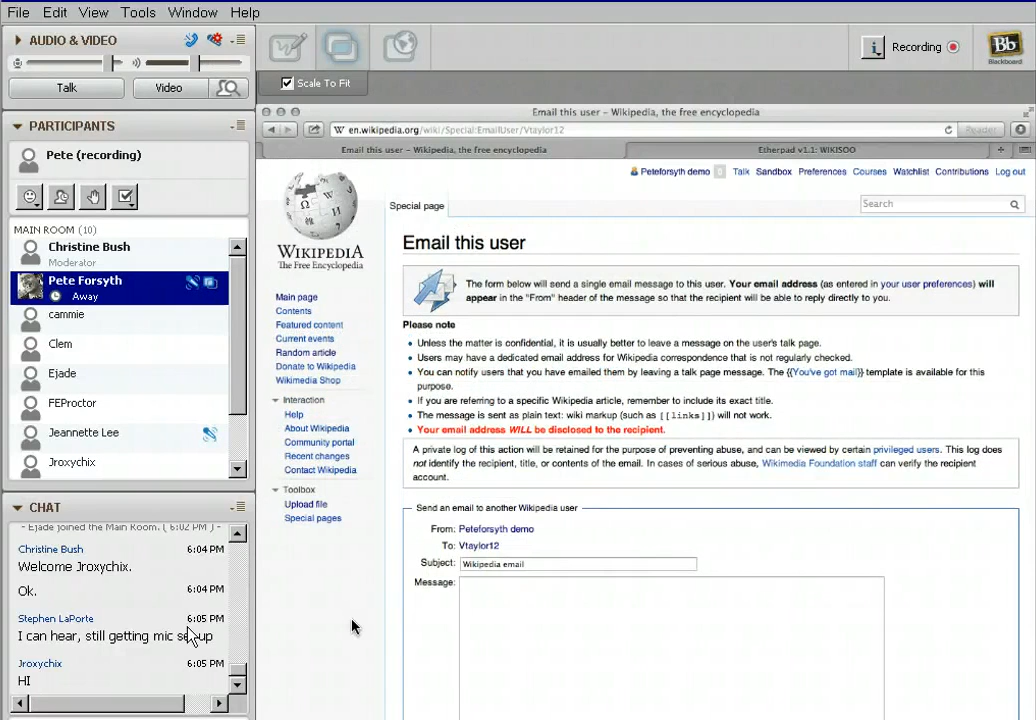 File Edit View Tools Window Help
AUDIO & VIDEO
Talk Video
PARTICIPANTS
Pete (recording)
MAIN ROOM (10)
Christine Bush
Moderator
Pete Forsyth
Away
cammie
Clem
Ejade
FEProctor
Jeannette Lee
Jroxychix
CHAT
- Ejade joined the Main Room. ( 6:02 PM ) -
Christine Bush 6:04 PM
Welcome Jroxychix.
Ok. 6:04 PM
Stephen LaPorte 6:05 PM
I can hear, still getting mic set up
Jroxychix 6:05 PM
HI
Recording
Bb
Blackboard
Scale To Fit
Email this user – Wikipedia, the free encyclopedia
W en.wikipedia.org/wiki/Special:EmailUser/Vtaylor12
Reader
Email this user – Wikipedia, the free encyclopedia
Etherpad v1.1: WIKISOO
Peteforsyth demo 0 Talk Sandbox Preferences Courses Watchlist Contributions Log out
Special page
Search
WIKIPEDIA
The Free Encyclopedia
Main page
Contents
Featured content
Current events
Random article
Donate to Wikipedia
Wikimedia Shop
Interaction
Help
About Wikipedia
Community portal
Recent changes
Contact Wikipedia
Toolbox
Upload file
Special pages
Email this user
The form below will send a single email message to this user. Your email address (as entered in your user preferences) will
appear in the "From" header of the message so that the recipient will be able to reply directly to you.
Please note
Unless the matter is confidential, it is usually better to leave a message on the user's talk page.
Users may have a dedicated email address for Wikipedia correspondence that is not regularly checked.
You can notify users that you have emailed them by leaving a talk page message. The {{You've got mail}} template is available for this
purpose.
If you are referring to a specific Wikipedia article, remember to include its exact title.
The message is sent as plain text: wiki markup (such as [[links]]) will not work.
Your email address WILL be disclosed to the recipient.
A private log of this action will be retained for the purpose of preventing abuse, and can be viewed by certain privileged users. This log does
not identify the recipient, title, or contents of the email. In cases of serious abuse, Wikimedia Foundation staff can verify the recipient
account.
Send an email to another Wikipedia user
From: Peteforsyth demo
To: Vtaylor12
Subject: Wikipedia email
Message: